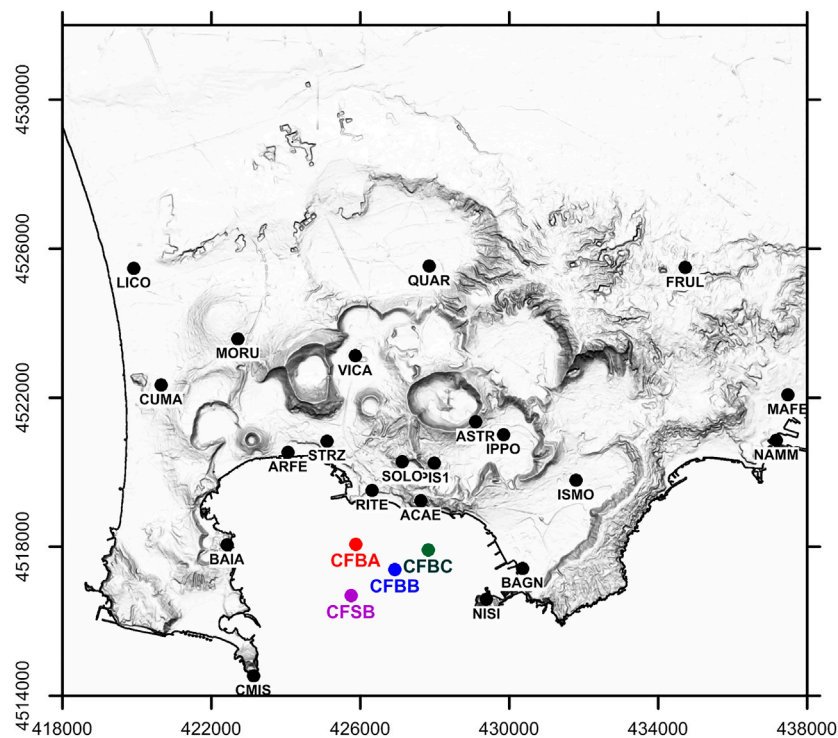 4530000
4526000
LICO
QUAR
FRUL
MORU
VICA
4522000
CUMA
MAFE
ASTR
IPPO
NAMM
STRZ
ARFE
SOLO
IS1
ISMO
RITE
ACAE
4518000
BAIA
CFBA
CFBC
BAGN
CFBB
CFSB
NISI
CMIS
4514000
418000 422000 426000 430000 434000 438000